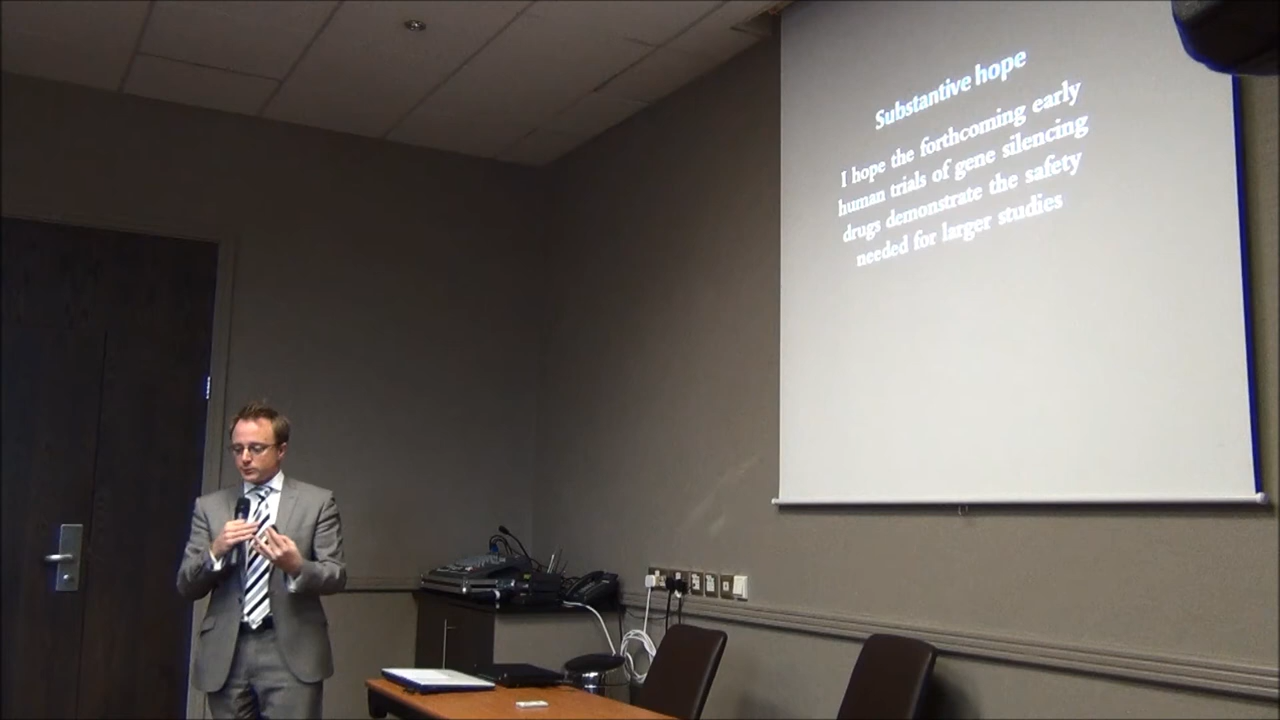 Substantive hope
I hope the forthcoming early
human trials of gene silencing
drugs demonstrate the safety
needed for larger studies